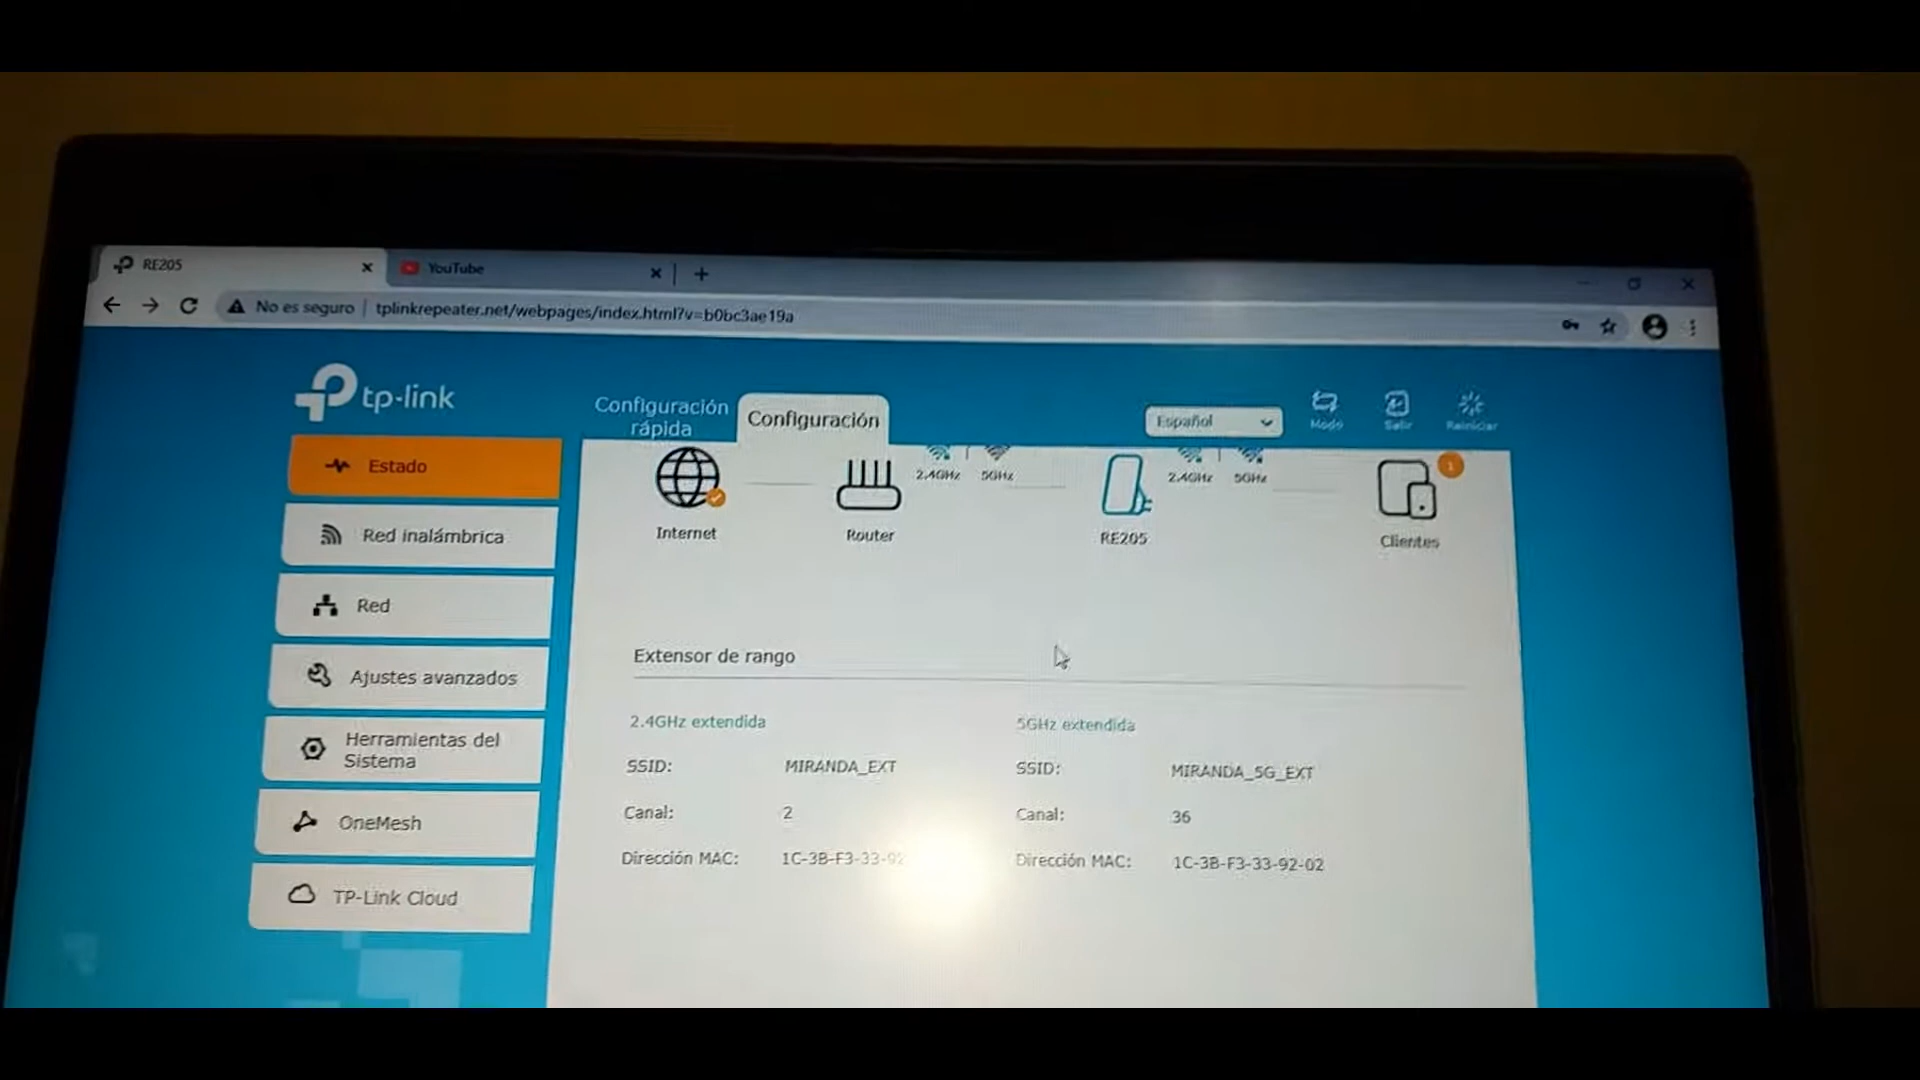 RE205
YouTube
No es seguro | tplinkrepeater.net/webpages/index.html?v=b0bc3ae19a
tp-link
Configuración
rápida
Configuración
Español
Modo
Salir
Reiniciar
Estado
Red inalámbrica
Red
Ajustes avanzados
Herramientas del
Sistema
OneMesh
TP-Link Cloud
2.4GHz
5GHz
2.4GHz
5GHz
1
Internet
Router
RE205
Clientes
Extensor de rango
2.4GHz extendida
SSID: MIRANDA_EXT
Canal: 2
Dirección MAC: 1C-3B-F3-33-92
5GHz extendida
SSID: MIRANDA_5G_EXT
Canal: 36
Dirección MAC: 1C-3B-F3-33-92-02